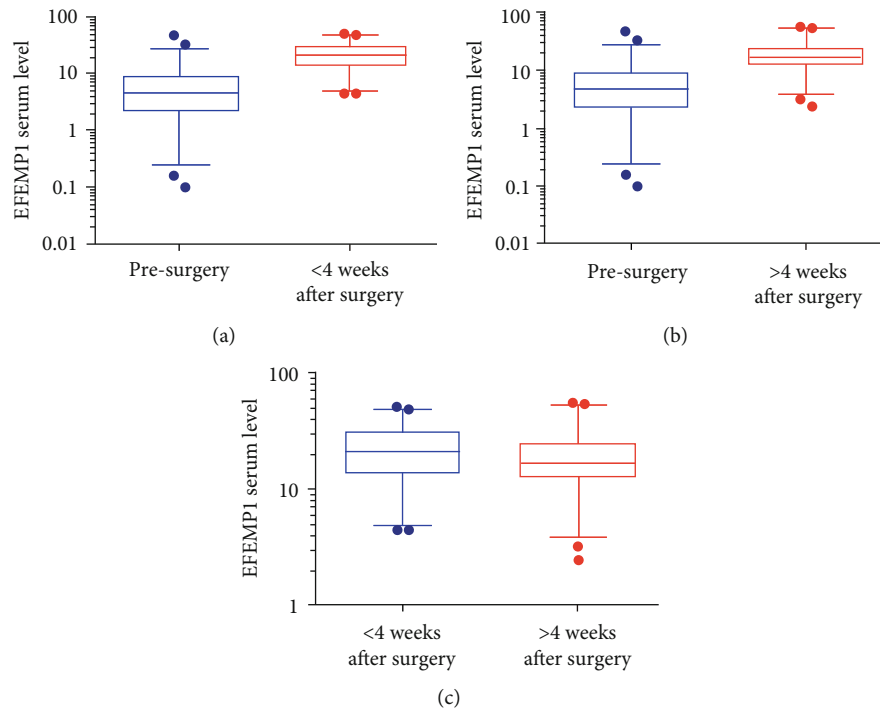 EFEMP1 serum level
100
10
1
0.1
0.01
Pre-surgery
<4 weeks
after surgery
(a)
EFEMP1 serum level
100
10
1
0.1
0.01
Pre-surgery
>4 weeks
after surgery
(b)
EFEMP1 serum level
100
10
1
<4 weeks
after surgery
>4 weeks
after surgery
(c)